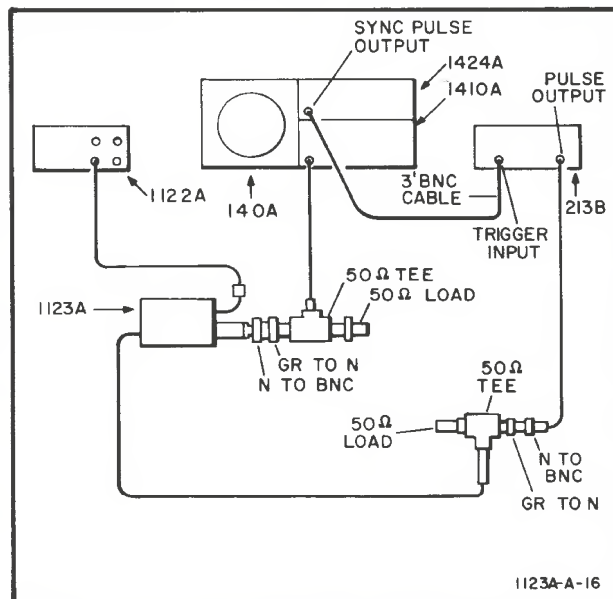 SYNC PULSE
OUTPUT
1424A
1410A
PULSE
OUTPUT
1122A
140A
3' BNC
CABLE
213B
TRIGGER
INPUT
1123A
50Ω TEE
50Ω LOAD
GR TO N
N TO BNC
50Ω
TEE
50Ω
LOAD
N TO
BNC
GR TO N
1123A-A-16